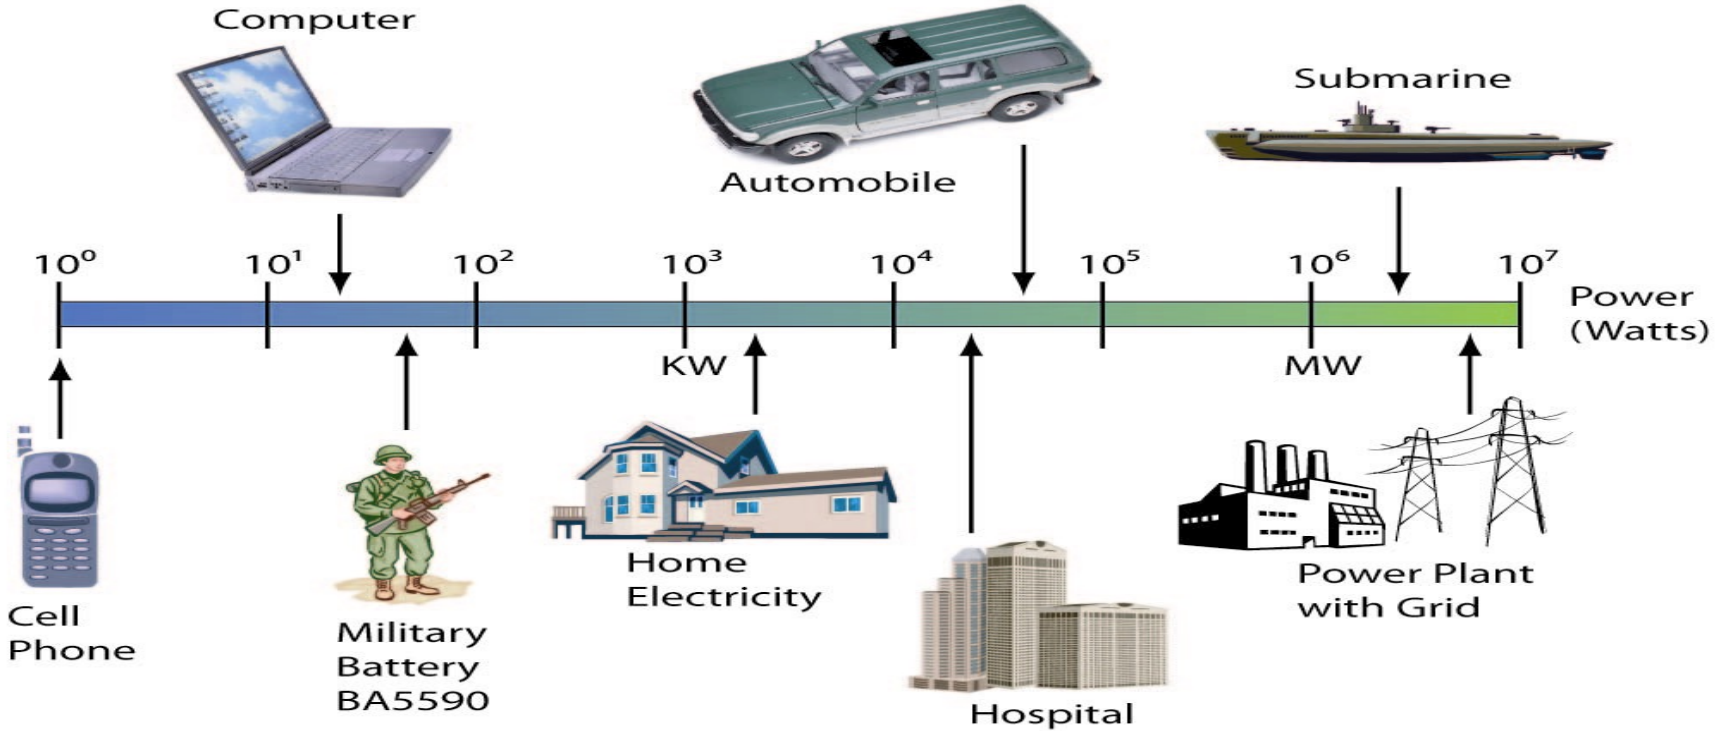 Computer
Automobile
Submarine
10⁰ 10¹ 10² 10³ 10⁴ 10⁵ 10⁶ 10⁷
Power
(Watts)
KW MW
Cell
Phone
Military
Battery
BA5590
Home
Electricity
Hospital
Power Plant
with Grid